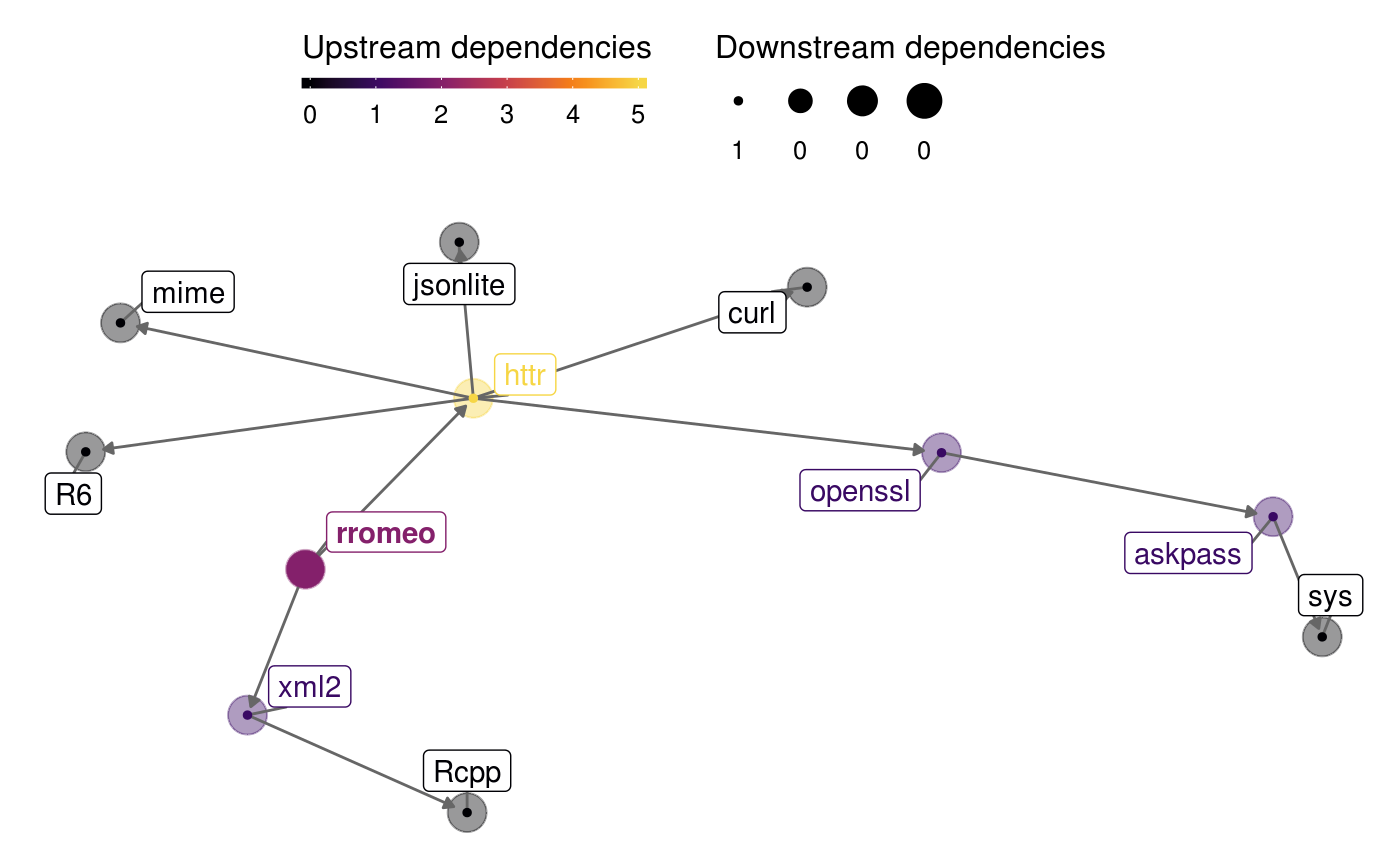 Upstream dependencies
0 1 2 3 4 5
Downstream dependencies
1 0 0 0
mime
jsonlite
curl
httr
R6
openssl
rromeo
askpass
sys
xml2
Rcpp